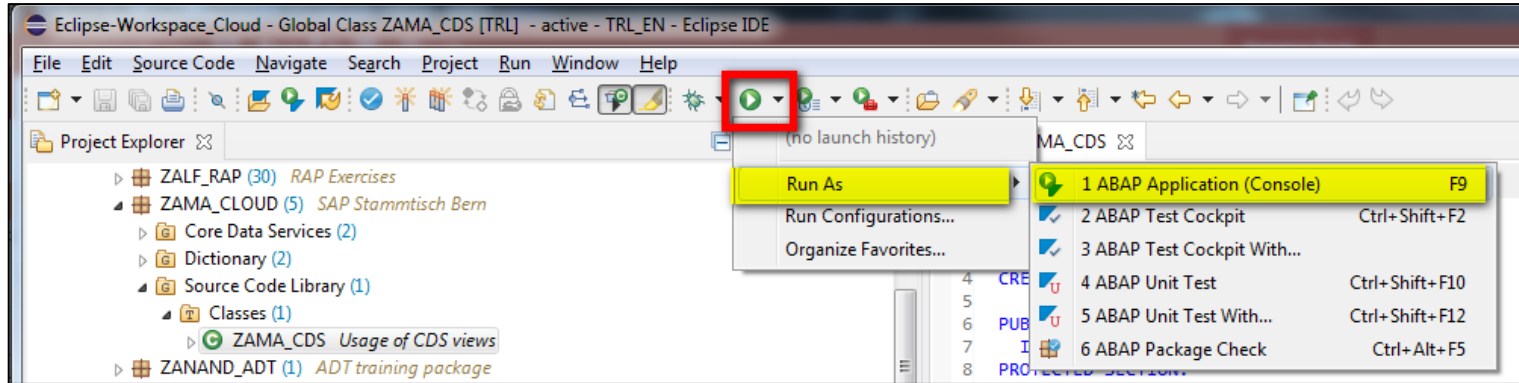 Eclipse-Workspace_Cloud - Global Class ZAMA_CDS [TRL] - active - TRL_EN - Eclipse IDE
File Edit Source Code Navigate Search Project Run Window Help
Project Explorer
(no launch history)
MA_CDS
ZALF_RAP (30) RAP Exercises
Run As
1 ABAP Application (Console) F9
ZAMA_CLOUD (5) SAP Stammtisch Bern
Run Configurations...
2 ABAP Test Cockpit Ctrl+Shift+F2
Core Data Services (2)
Organize Favorites...
3 ABAP Test Cockpit With...
Dictionary (2)
4 CRE
4 ABAP Unit Test Ctrl+Shift+F10
Source Code Library (1)
5
Classes (1)
6 PUB
5 ABAP Unit Test With... Ctrl+Shift+F12
ZAMA_CDS Usage of CDS views
7 I
6 ABAP Package Check Ctrl+Alt+F5
ZANAND_ADT (1) ADT training package
8 PROTECTED SECTION.